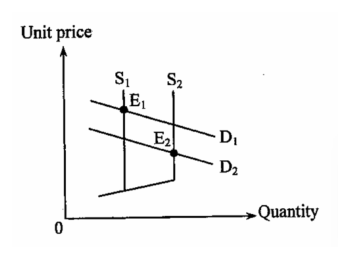 Unit price
S₁ S₂
E₁
D₁
E₂
D₂
Quantity
0